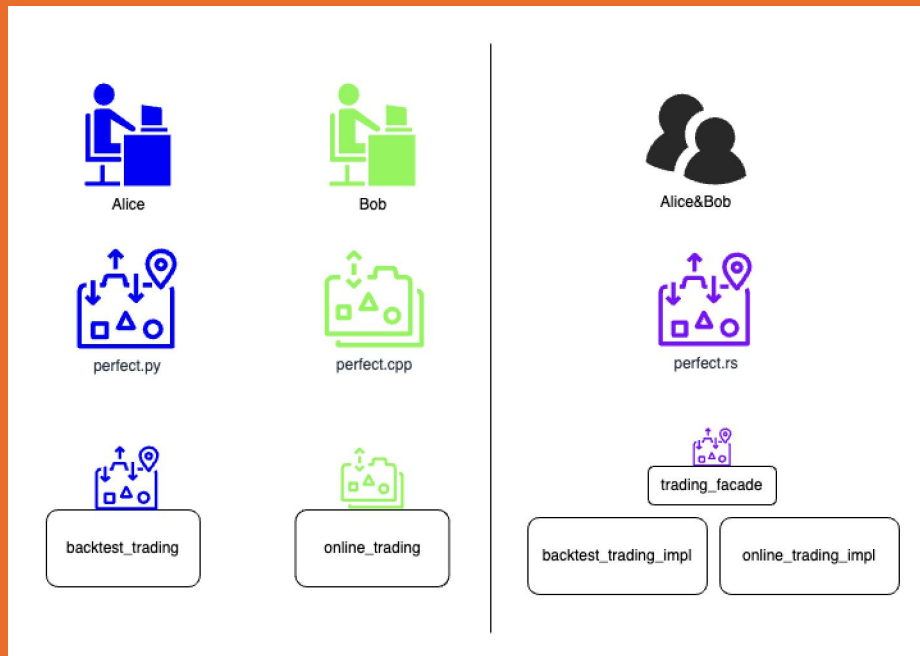 Alice
Bob
Alice&Bob
perfect.py
perfect.cpp
perfect.rs
trading_facade
backtest_trading
online_trading
backtest_trading_impl
online_trading_impl